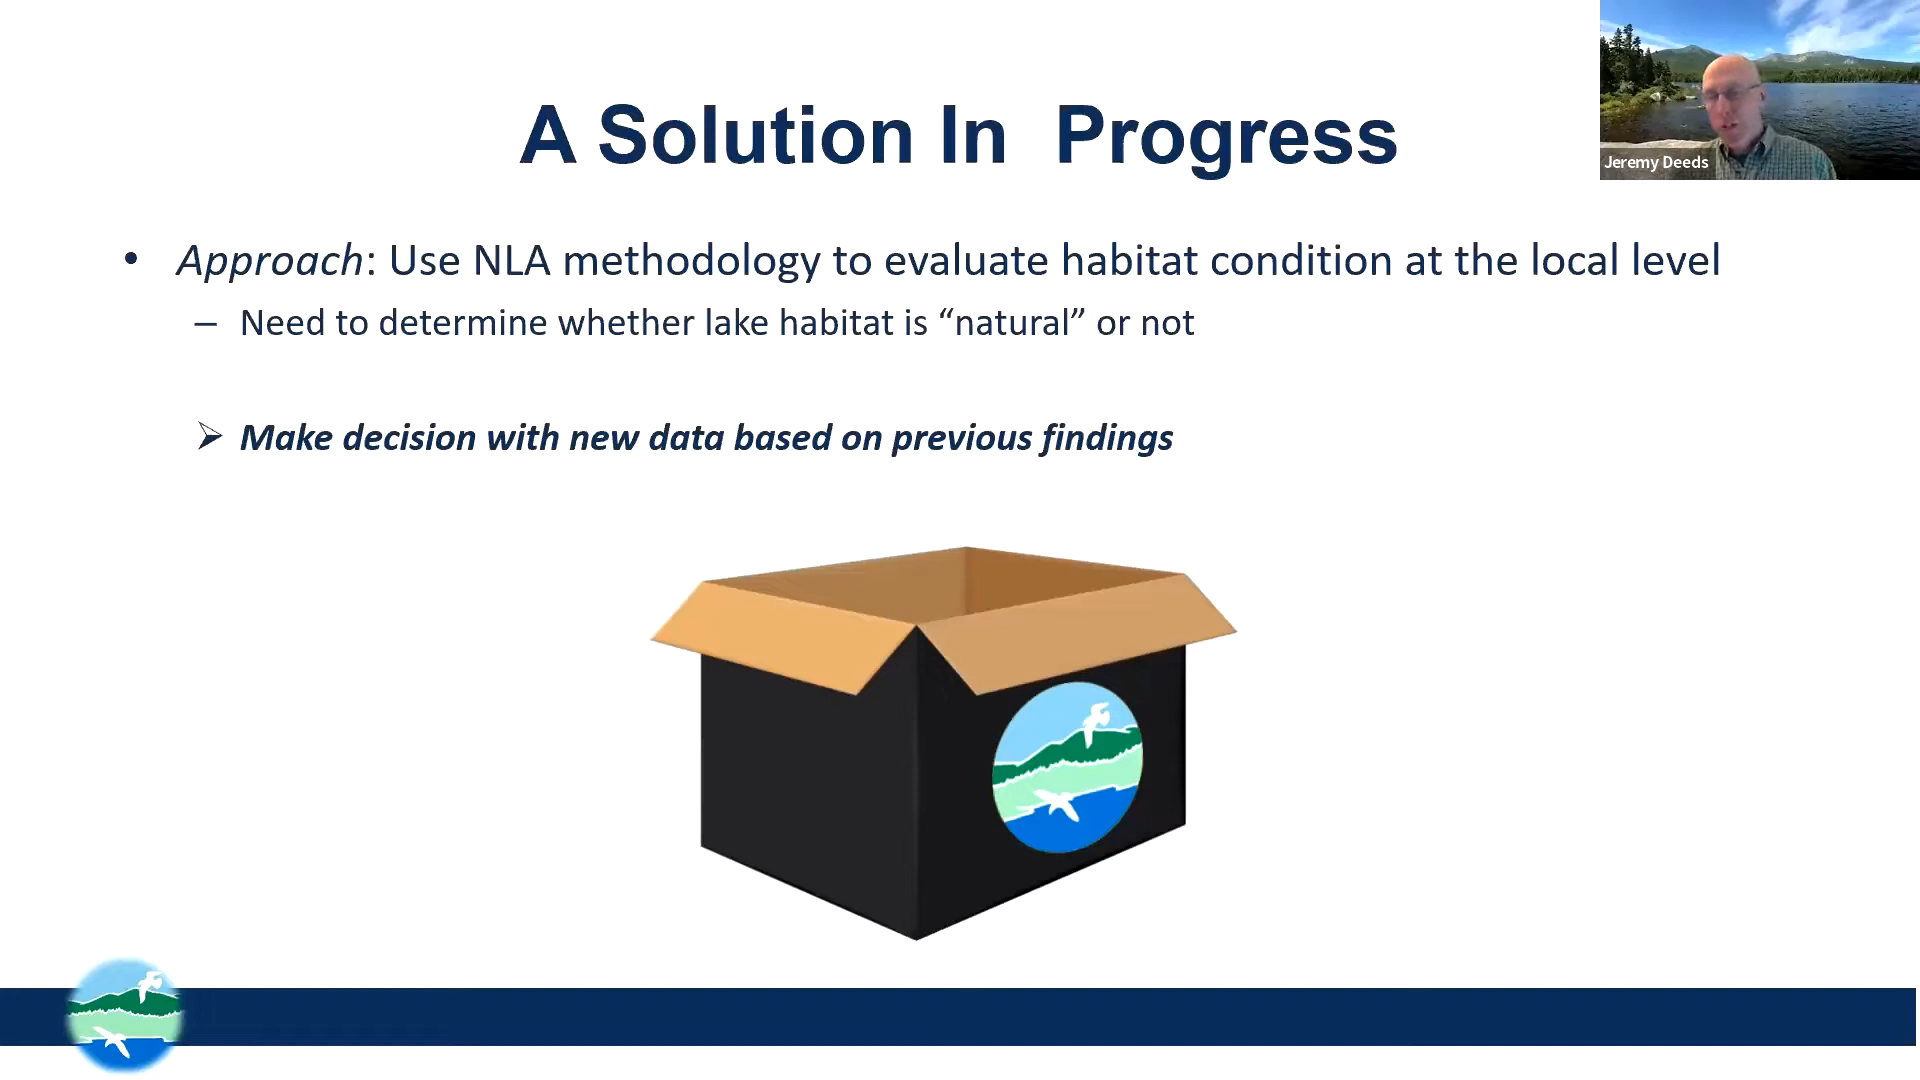 A Solution In  Progress
Jeremy Deeds
• Approach: Use NLA methodology to evaluate habitat condition at the local level
– Need to determine whether lake habitat is “natural” or not
➢ Make decision with new data based on previous findings